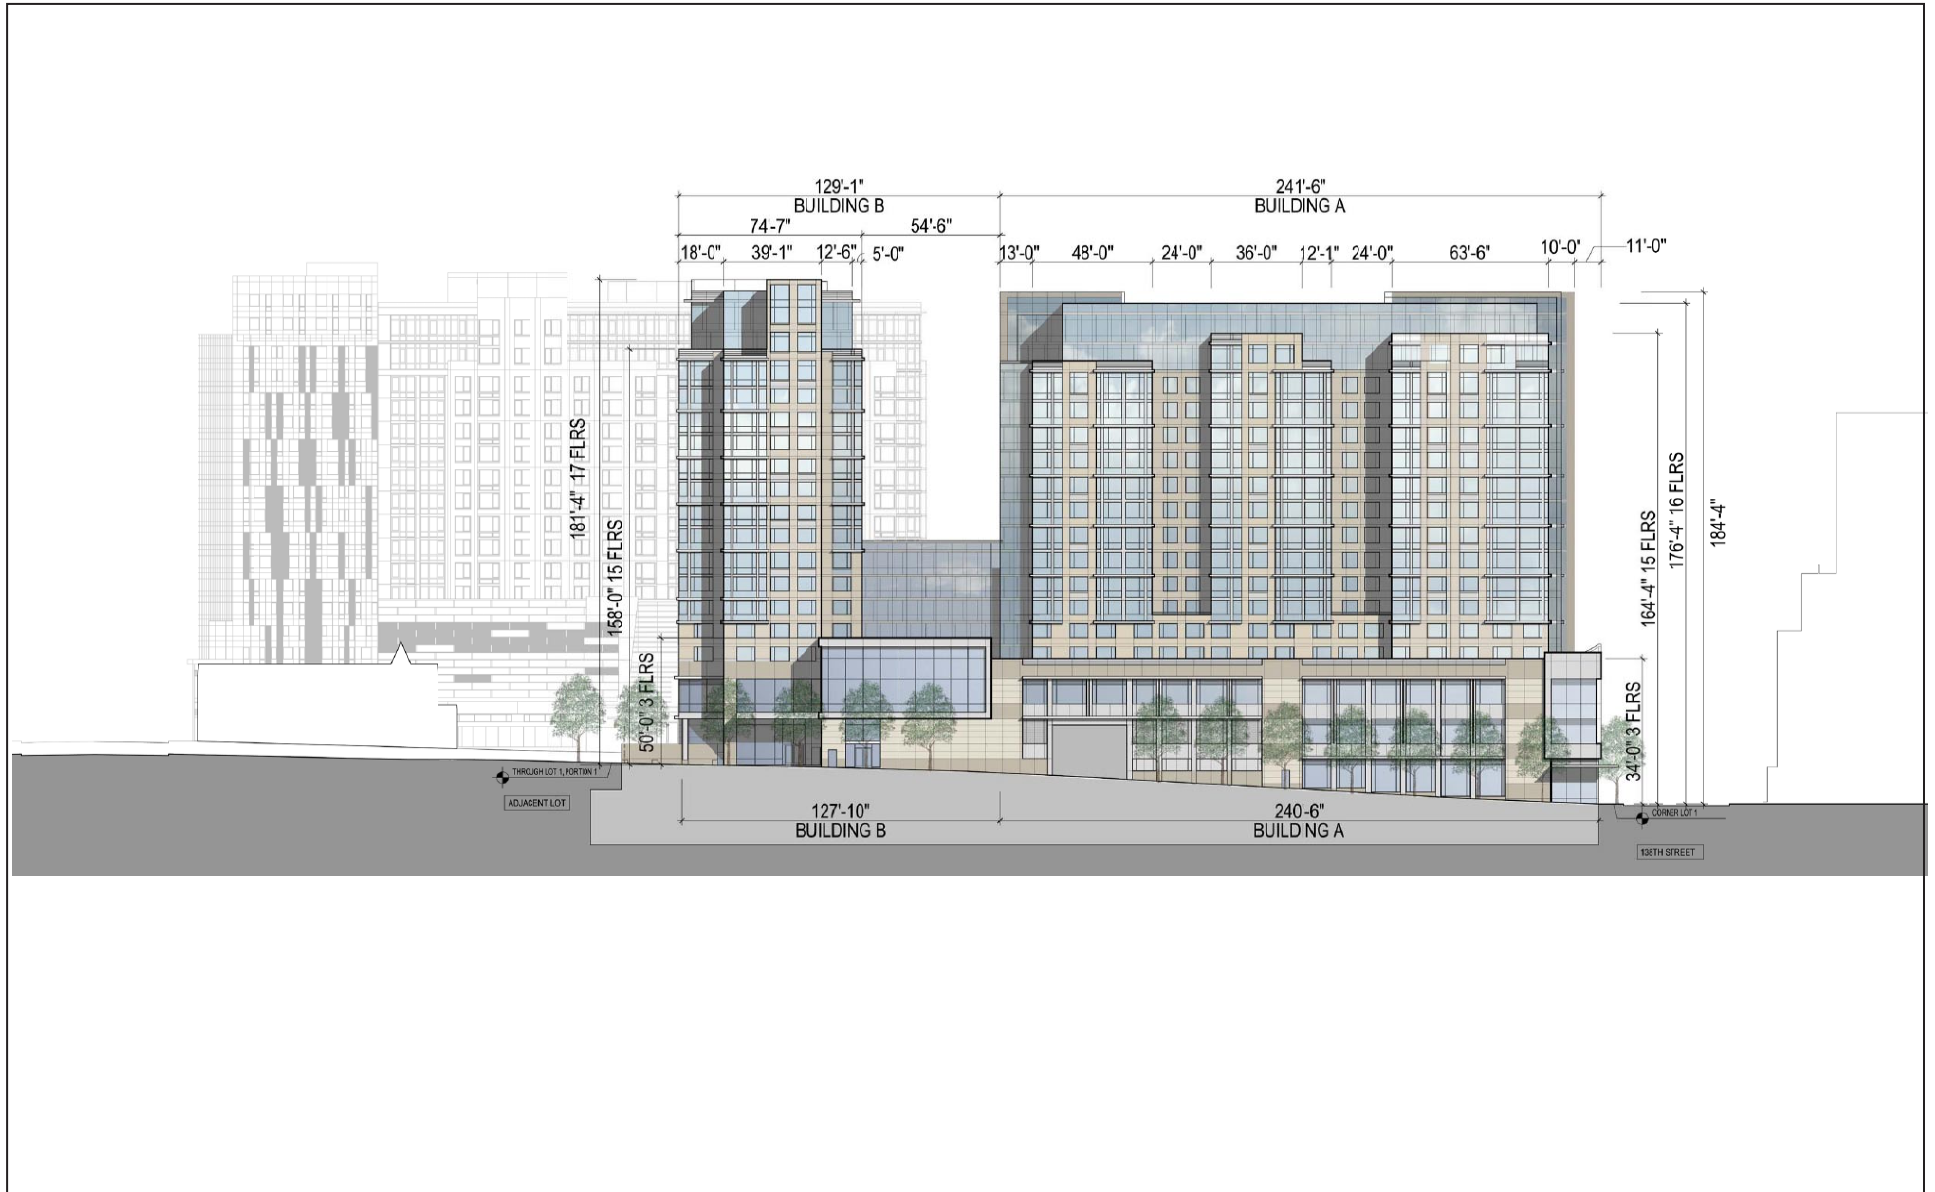 129'-1"
BUILDING B
241'-6"
BUILDING A
74'-7"
54'-6"
18'-0"
39'-1"
12'-6"
5'-0"
13'-0"
48'-0"
24'-0"
36'-0"
12'-1"
24'-0"
63'-6"
10'-0"
11'-0"
181'-4" 17 FLRS
158'-0" 15 FLRS
50'-0" 3 FLRS
34'-0" 3 FLRS
164'-4" 15 FLRS
176'-4" 16 FLRS
184'-4"
THROUGH LOT 1, PORTION 1
ADJACENT LOT
127'-10"
BUILDING B
240'-6"
BUILDING A
CORNER LOT 1
138TH STREET